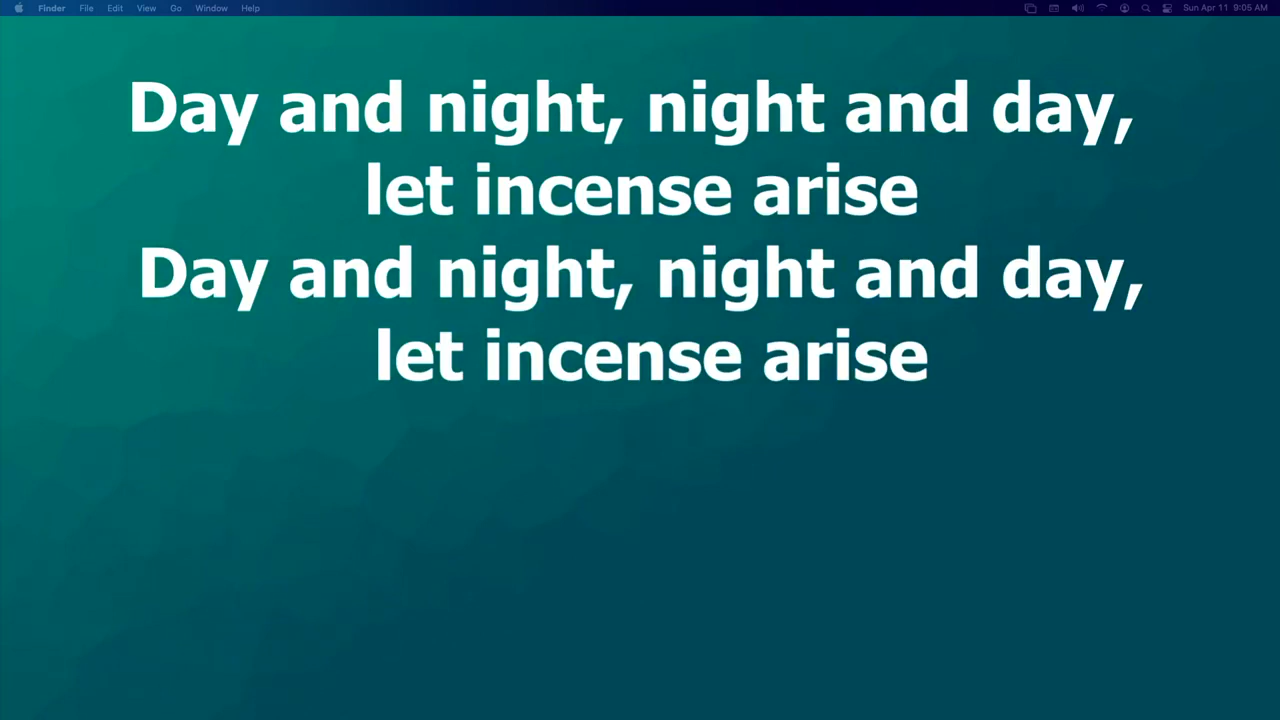 Finder File Edit View Go Window Help Sun Apr 11 9:05 AM
Day and night, night and day,
let incense arise
Day and night, night and day,
let incense arise